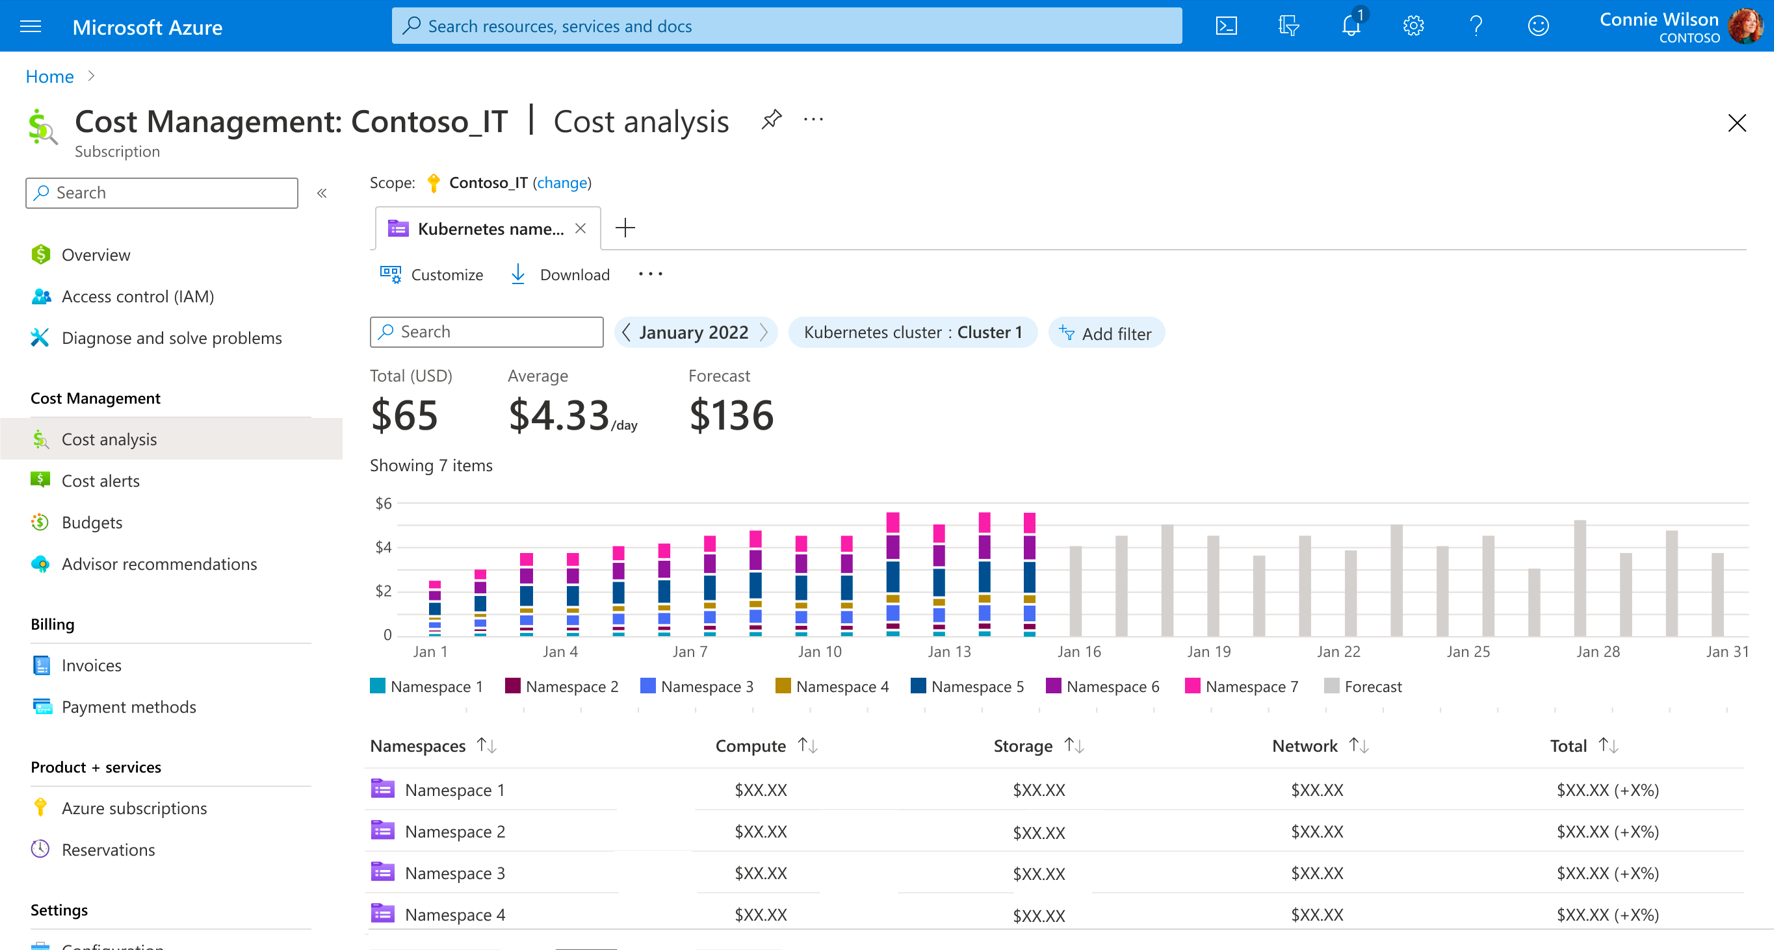 Microsoft Azure
Search resources, services and docs
1
Connie Wilson
CONTOSO
Home
Cost Management: Contoso_IT | Cost analysis
Subscription
Search
Overview
Access control (IAM)
Diagnose and solve problems
Cost Management
Cost analysis
Cost alerts
Budgets
Advisor recommendations
Billing
Invoices
Payment methods
Product + services
Azure subscriptions
Reservations
Settings
Configuration
Scope: Contoso_IT (change)
Kubernetes name...
Customize Download
Search January 2022 Kubernetes cluster : Cluster 1 Add filter
Total (USD) Average Forecast
$65 $4.33/day $136
Showing 7 items
$6
$4
$2
0
Jan 1 Jan 4 Jan 7 Jan 10 Jan 13 Jan 16 Jan 19 Jan 22 Jan 25 Jan 28 Jan 31
Namespace 1 Namespace 2 Namespace 3 Namespace 4 Namespace 5 Namespace 6 Namespace 7 Forecast
Namespaces Compute Storage Network Total
Namespace 1 $XX.XX $XX.XX $XX.XX $XX.XX (+X%)
Namespace 2 $XX.XX $XX.XX $XX.XX $XX.XX (+X%)
Namespace 3 $XX.XX $XX.XX $XX.XX $XX.XX (+X%)
Namespace 4 $XX.XX $XX.XX $XX.XX $XX.XX (+X%)